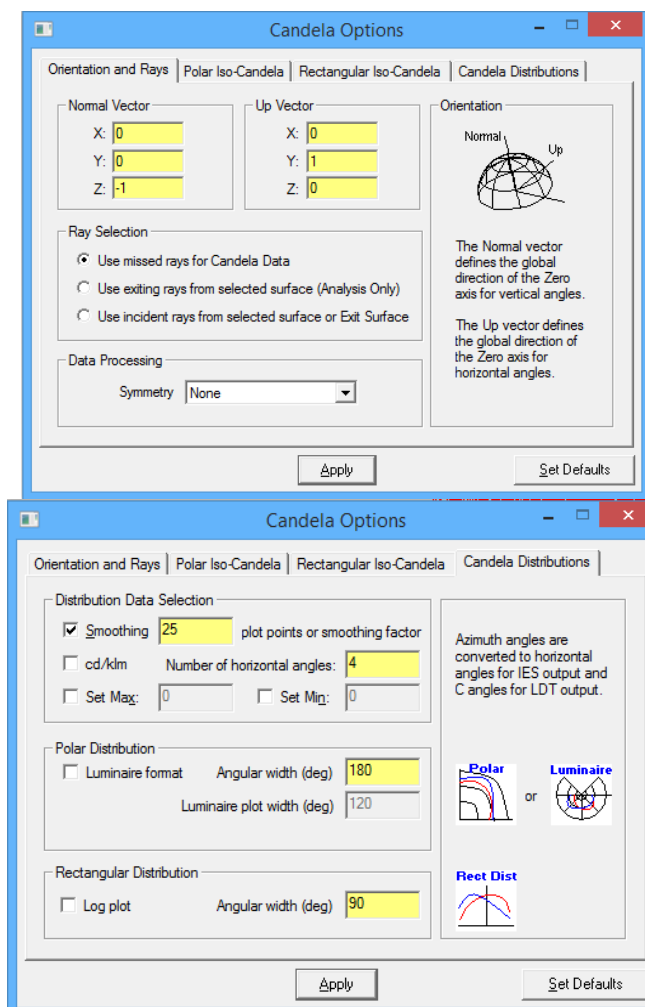 Candela Options
Orientation and Rays Polar Iso-Candela Rectangular Iso-Candela Candela Distributions
Normal Vector
X: 0
Y: 0
Z: -1
Up Vector
X: 0
Y: 1
Z: 0
Orientation
Normal
Up
The Normal vector
defines the global
direction of the Zero
axis for vertical angles.
The Up vector defines
the global direction of
the Zero axis for
horizontal angles.
Ray Selection
Use missed rays for Candela Data
Use exiting rays from selected surface (Analysis Only)
Use incident rays from selected surface or Exit Surface
Data Processing
Symmetry None
Apply
Set Defaults
Candela Options
Orientation and Rays Polar Iso-Candela Rectangular Iso-Candela Candela Distributions
Distribution Data Selection
Smoothing 25 plot points or smoothing factor
cd/klm Number of horizontal angles: 4
Set Max: 0 Set Min: 0
Azimuth angles are
converted to horizontal
angles for IES output and
C angles for LDT output.
Polar Distribution
Luminaire format Angular width (deg) 180
Luminaire plot width (deg) 120
Polar or Luminaire
Rectangular Distribution
Log plot Angular width (deg) 90
Rect Dist
Apply
Set Defaults